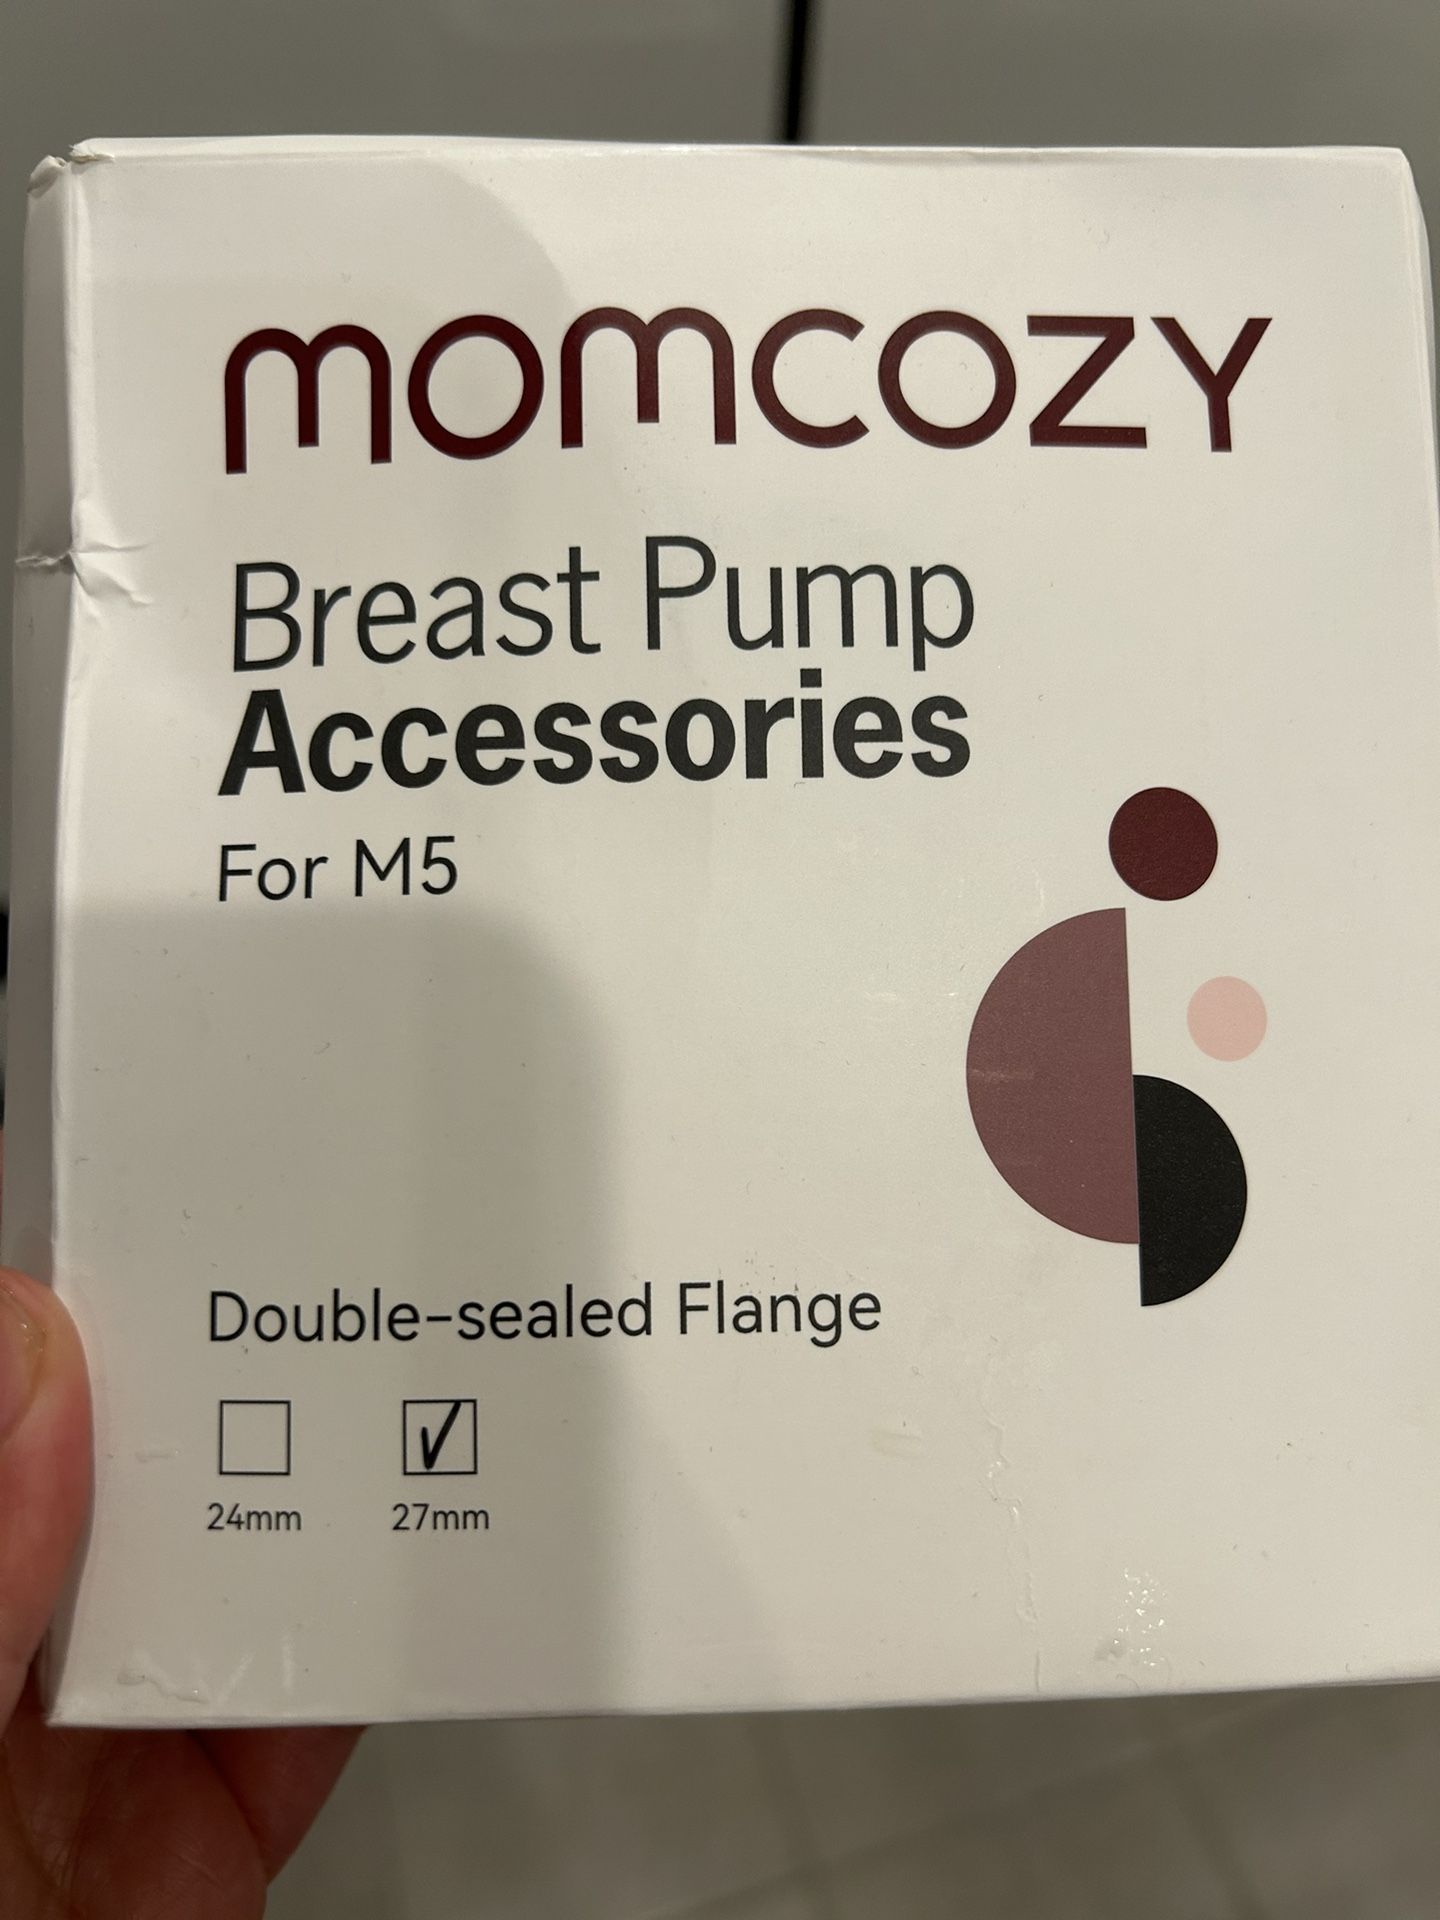 momcozy
Breast Pump
Accessories
For M5
Double-sealed Flange
24mm 27mm